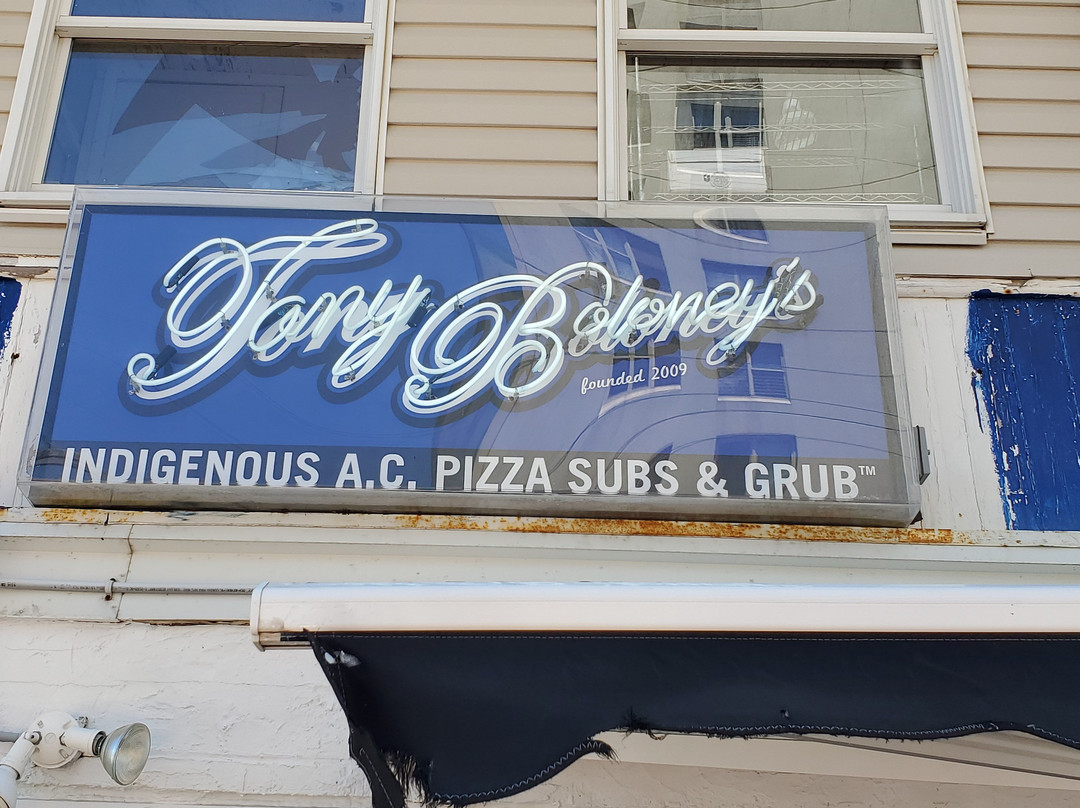 Tony Boloney's
founded 2009
INDIGENOUS A.C. PIZZA SUBS & GRUB™